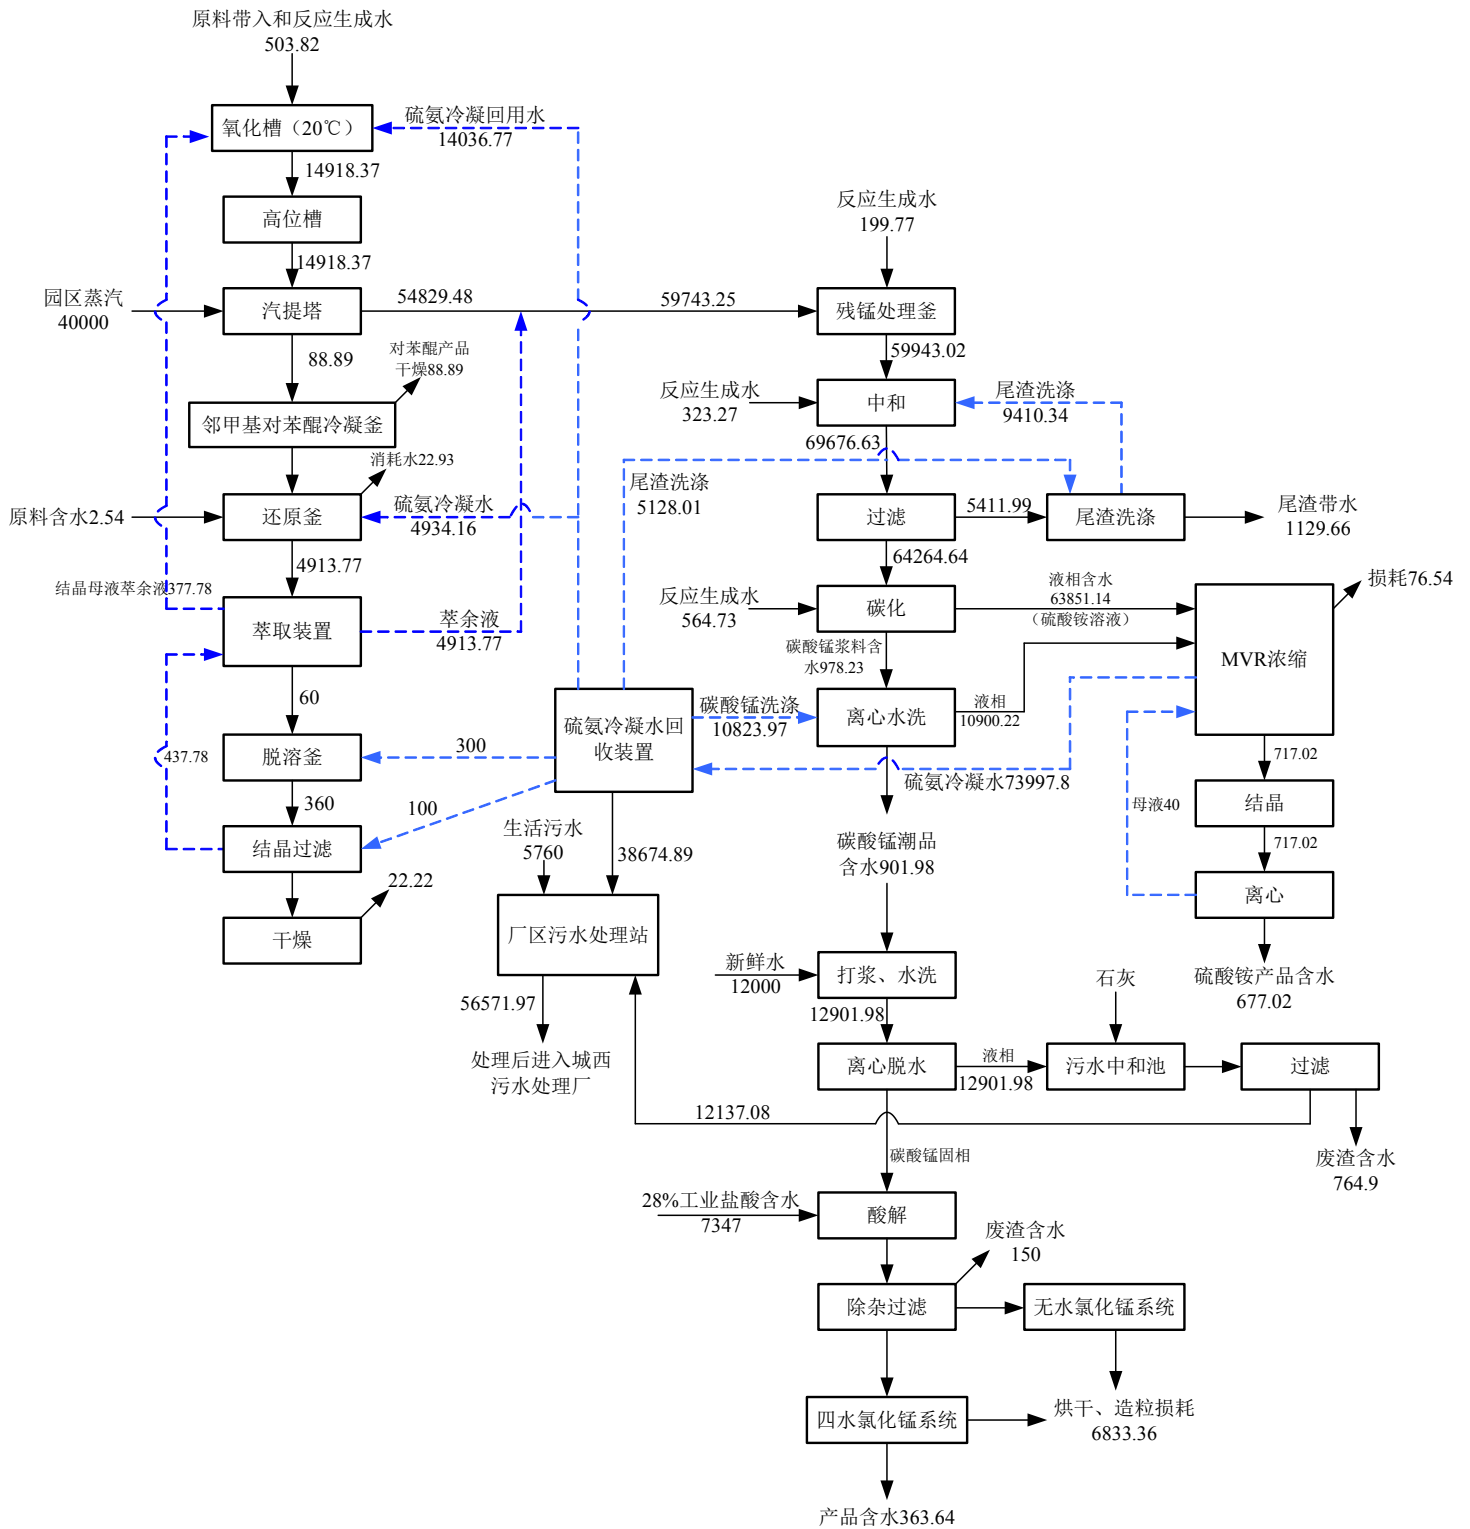 原料带入和反应生成水
503.82
氧化槽（20℃）
硫氨冷凝回用水
14036.77
14918.37
高位槽
14918.37
园区蒸汽
40000
汽提塔
54829.48
59743.25
反应生成水
199.77
残锰处理釜
88.89
对苯醌产品
干燥88.89
59943.02
邻甲基对苯醌冷凝釜
反应生成水
323.27
中和
尾渣洗涤
9410.34
69676.63
消耗水22.93
原料含水2.54
还原釜
硫氨冷凝水
4934.16
尾渣洗涤
5128.01
过滤
5411.99
尾渣洗涤
尾渣带水
1129.66
4913.77
64264.64
结晶母液萃余液377.78
反应生成水
564.73
碳化
液相含水
63851.14
（硫酸铵溶液）
损耗76.54
萃取装置
萃余液
4913.77
碳酸锰浆料含
水978.23
MVR浓缩
60
硫氨冷凝水回
收装置
碳酸锰洗涤
10823.97
离心水洗
液相
10900.22
437.78
脱溶釜
300
硫氨冷凝水73997.8
717.02
360
100
母液40
结晶
结晶过滤
生活污水
5760
38674.89
碳酸锰潮品
含水901.98
717.02
22.22
离心
干燥
厂区污水处理站
新鲜水
12000
打浆、水洗
石灰
硫酸铵产品含水
677.02
56571.97
12901.98
处理后进入城西
污水处理厂
离心脱水
液相
12901.98
污水中和池
过滤
12137.08
碳酸锰固相
废渣含水
764.9
28%工业盐酸含水
7347
酸解
废渣含水
150
除杂过滤
无水氯化锰系统
四水氯化锰系统
烘干、造粒损耗
6833.36
产品含水363.64